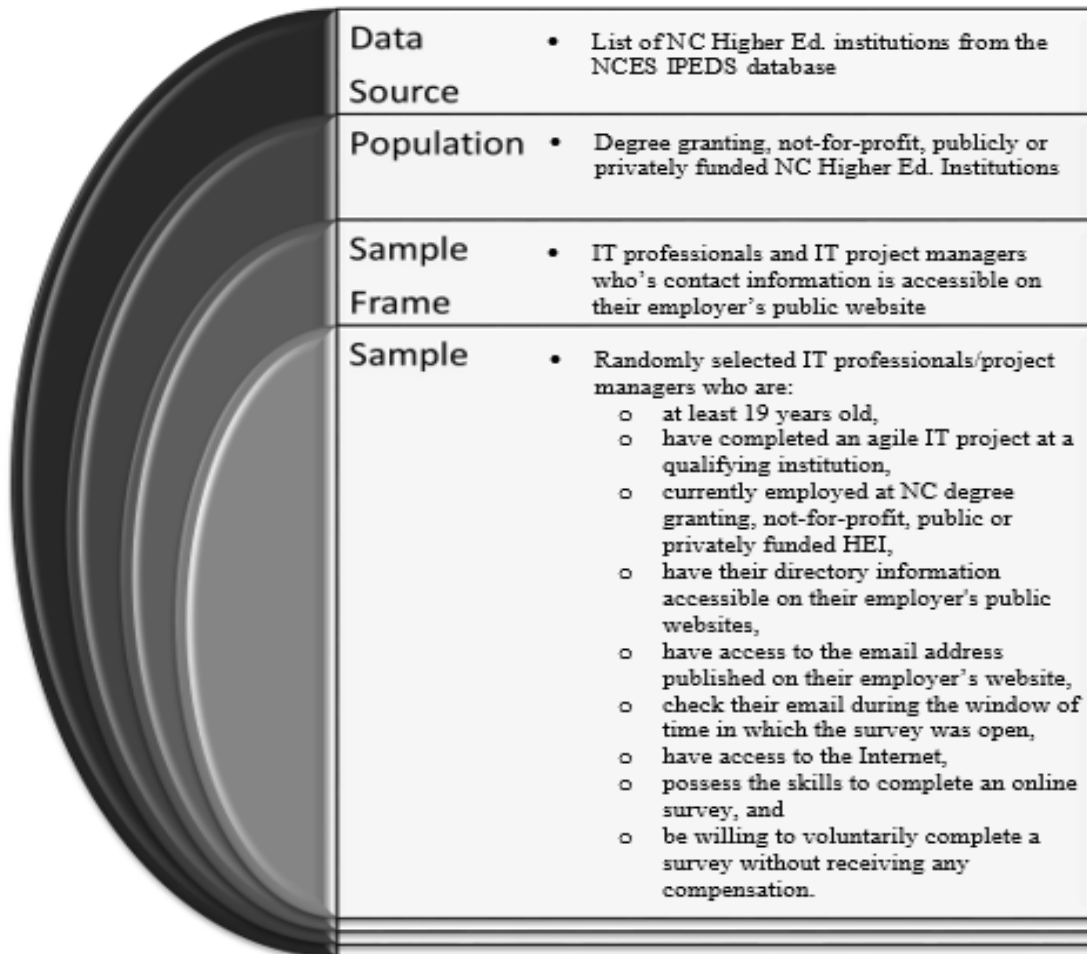 Data
Source
• List of NC Higher Ed. institutions from the
NCES IPEDS database
Population
• Degree granting, not-for-profit, publicly or
privately funded NC Higher Ed. Institutions
Sample
Frame
• IT professionals and IT project managers
who’s contact information is accessible on
their employer’s public website
Sample
• Randomly selected IT professionals/project
managers who are:
o at least 19 years old,
o have completed an agile IT project at a
qualifying institution,
o currently employed at NC degree
granting, not-for-profit, public or
privately funded HEI,
o have their directory information
accessible on their employer's public
websites,
o have access to the email address
published on their employer’s website,
o check their email during the window of
time in which the survey was open,
o have access to the Internet,
o possess the skills to complete an online
survey, and
o be willing to voluntarily complete a
survey without receiving any
compensation.